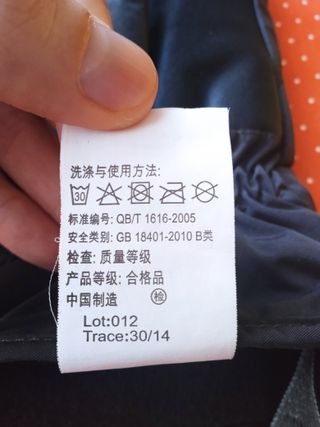 洗涤与使用方法:
30
标准编号: QB/T 1616-2005
安全类别: GB 18401-2010 B类
检查: 质量等级
产品等级: 合格品
中国制造 检
Lot:012
Trace:30/14